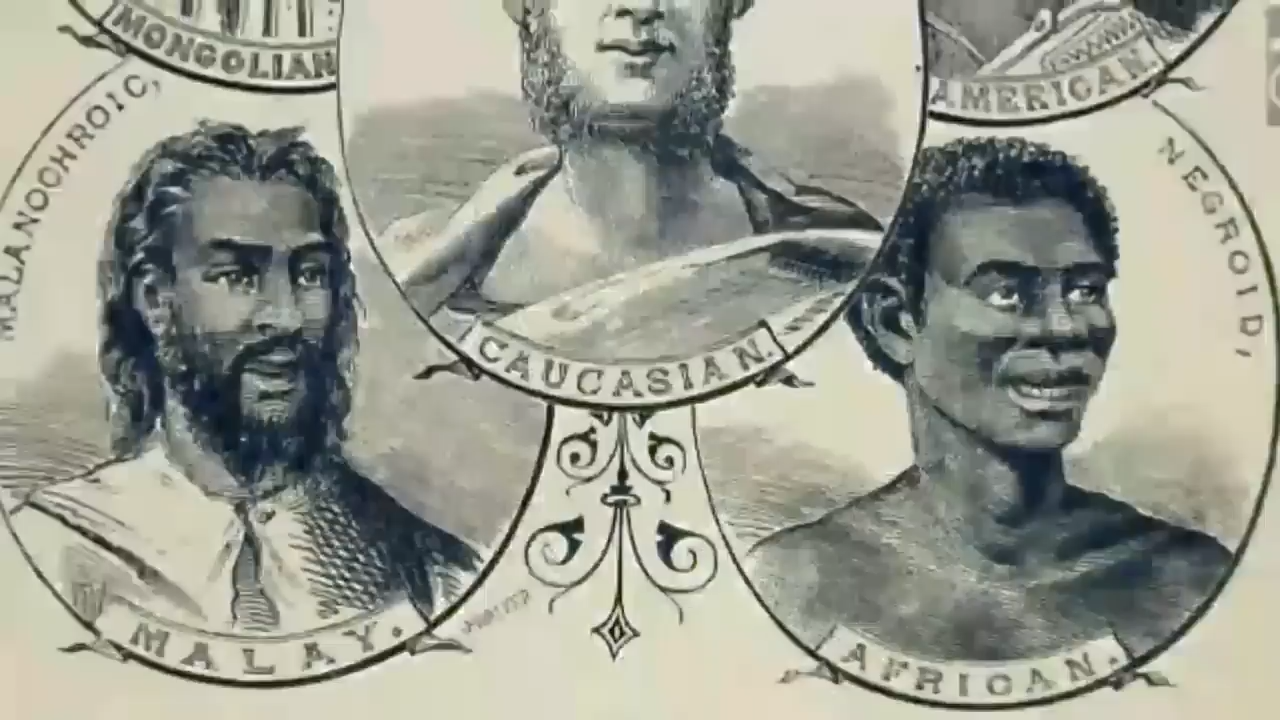 MONGOLIAN
AMERICAN.
MALANOCHROIC,
NEGROID,
CAUCASIAN.
MALAY.
AFRICAN.